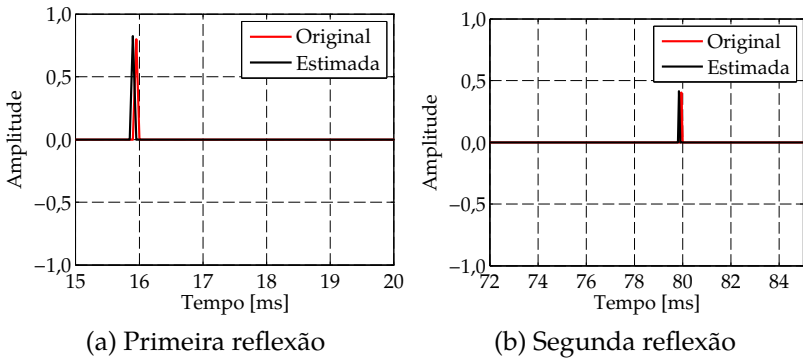 1,0
0,5
0,0
−0,5
−1,0
Amplitude
Original
Estimada
15 16 17 18 19 20
Tempo [ms]
(a) Primeira reflexão
1,0
0,5
0,0
−0,5
−1,0
Amplitude
Original
Estimada
72 74 76 78 80 82 84
Tempo [ms]
(b) Segunda reflexão